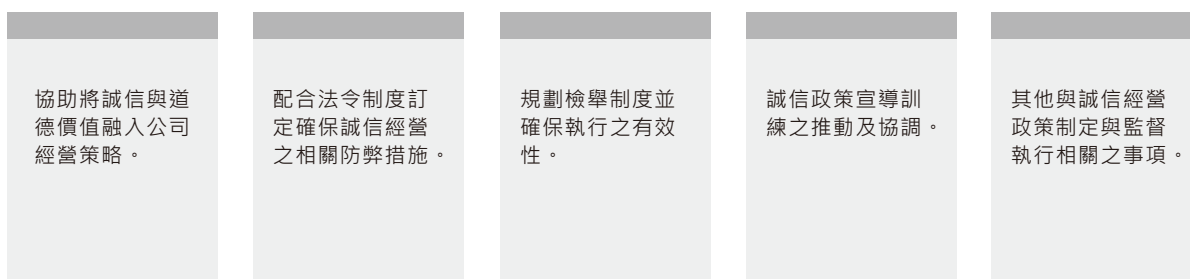 協助將誠信與道
德價值融入公司
經營策略。
配合法令制度訂
定確保誠信經營
之相關防弊措施。
規劃檢舉制度並
確保執行之有效
性。
誠信政策宣導訓
練之推動及協調。
其他與誠信經營
政策制定與監督
執行相關之事項。